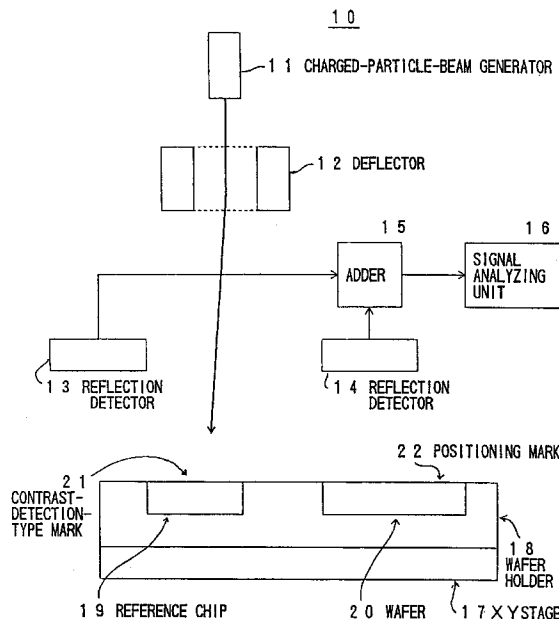 10
11 CHARGED-PARTICLE-BEAM GENERATOR
12 DEFLECTOR
15
16
ADDER
SIGNAL
ANALYZING
UNIT
13 REFLECTION
DETECTOR
14 REFLECTION
DETECTOR
22 POSITIONING MARK
21
CONTRAST-
DETECTION-
TYPE MARK
18
WAFER
HOLDER
19 REFERENCE CHIP
20 WAFER
17 XY STAGE